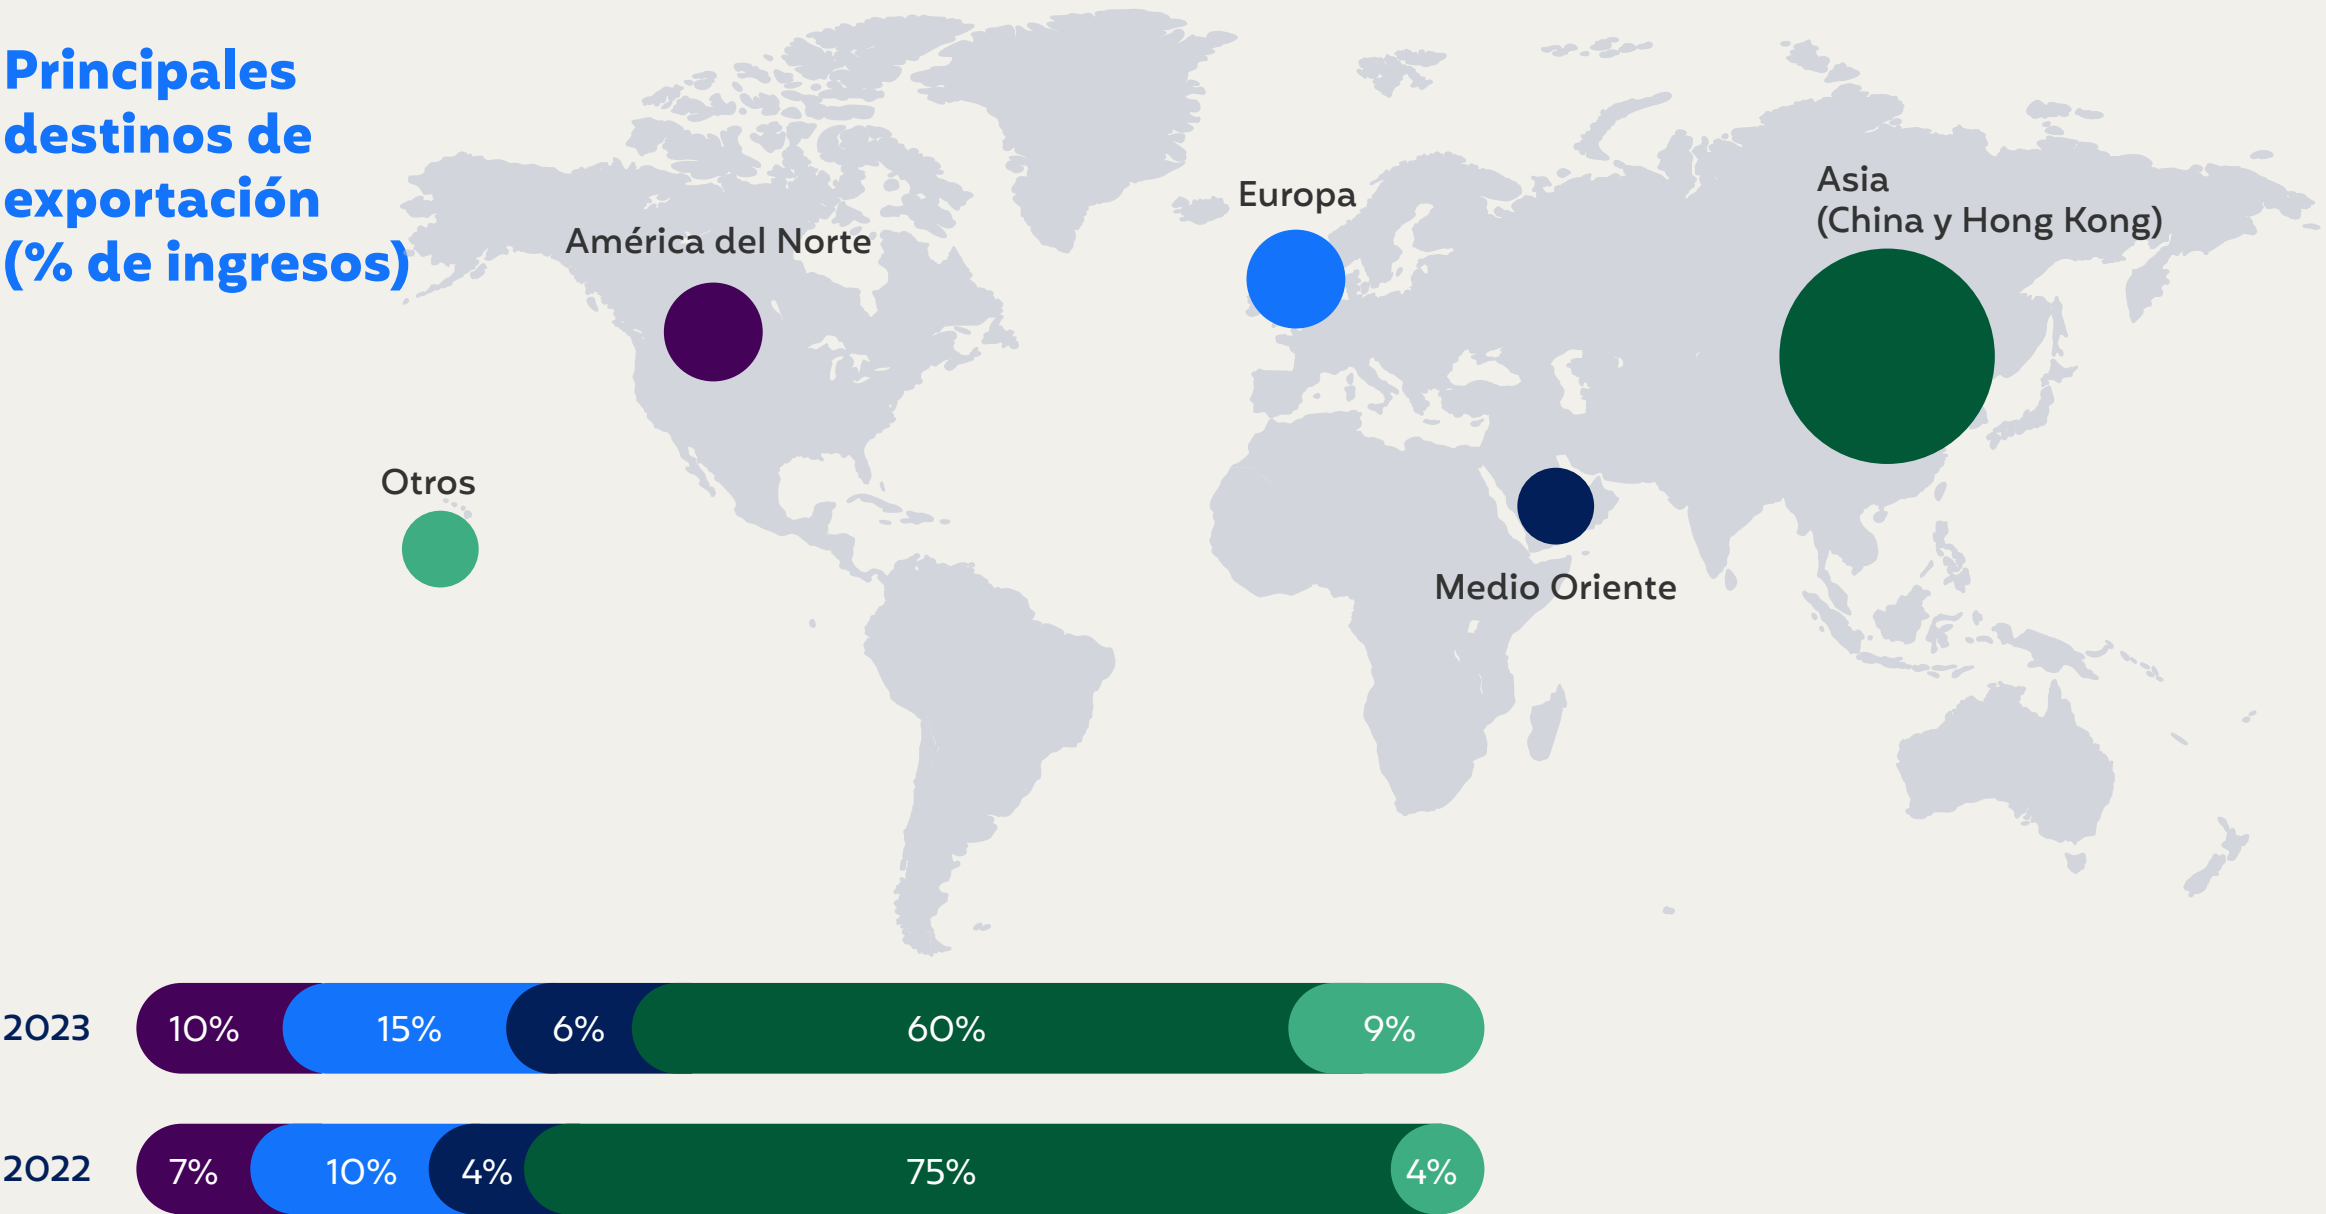 Principales
destinos de
exportación
(% de ingresos)
América del Norte
Europa
Asia
(China y Hong Kong)
Otros
Medio Oriente
2023 10% 15% 6% 60% 9%
2022 7% 10% 4% 75% 4%